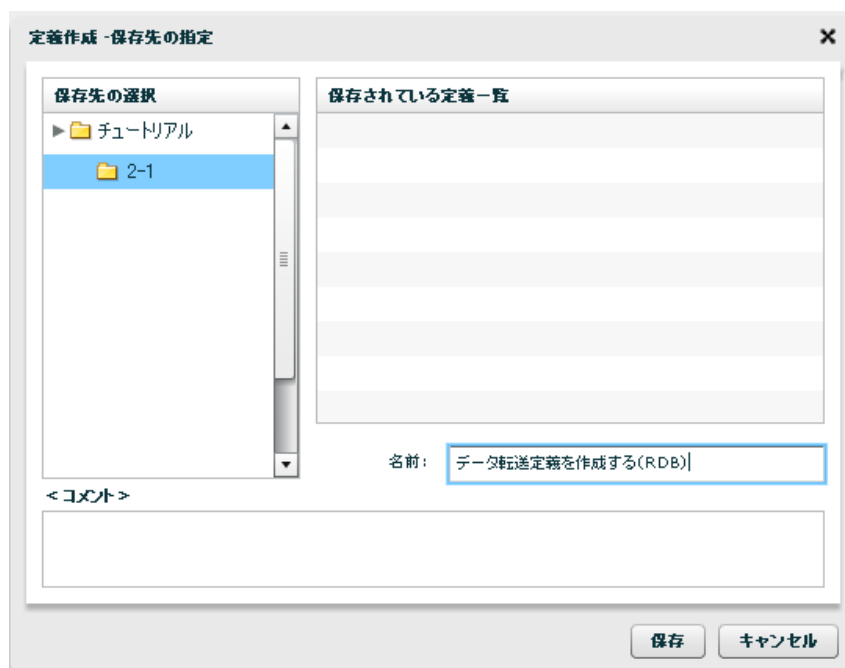 定義作成 -保存先の指定
保存先の選択
チュートリアル
2-1
保存されている定義一覧
名前:
データ転送定義を作成する(RDB)
<コメント>
保存
キャンセル